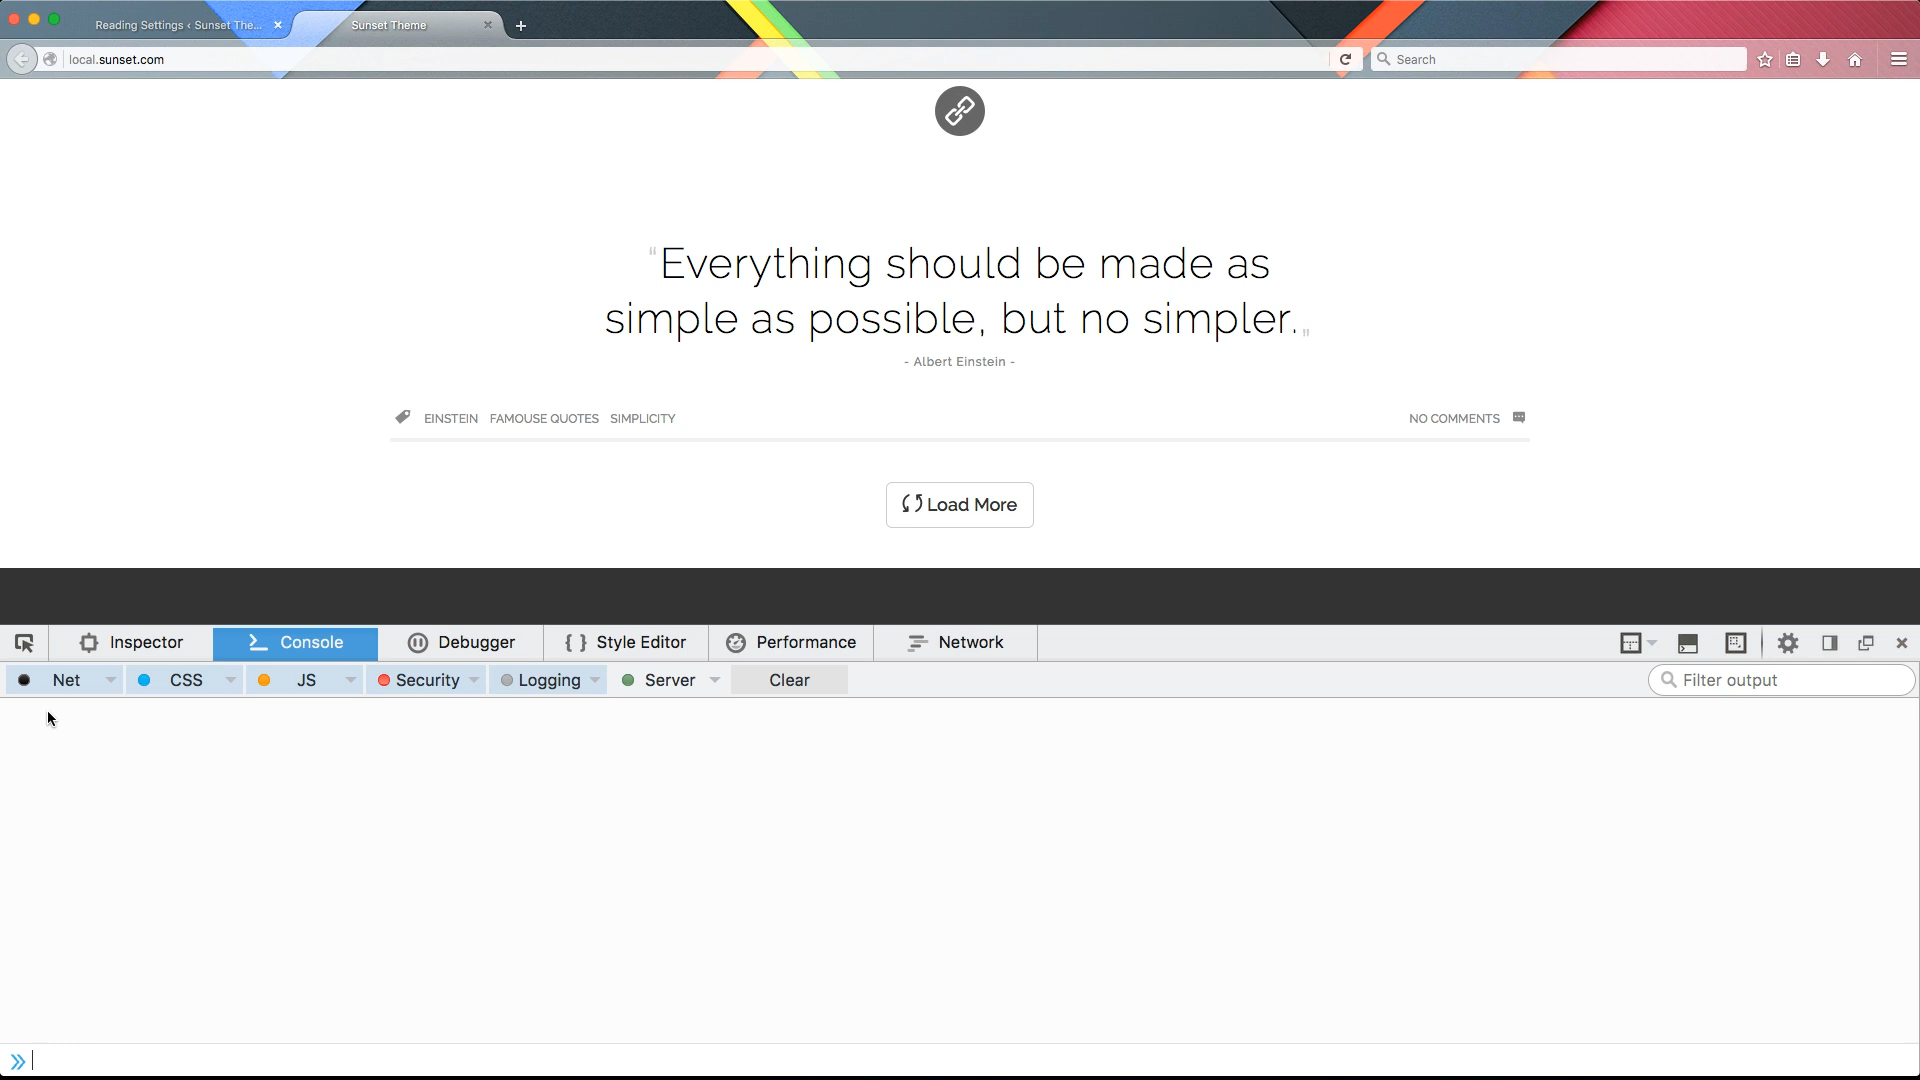 Reading Settings ‹ Sunset The...
Sunset Theme
local.sunset.com
Search
“Everything should be made as
simple as possible, but no simpler.„
- Albert Einstein -
EINSTEIN FAMOUSE QUOTES SIMPLICITY
NO COMMENTS
Load More
Inspector
Console
Debugger
Style Editor
Performance
Network
Net
CSS
JS
Security
Logging
Server
Clear
Filter output